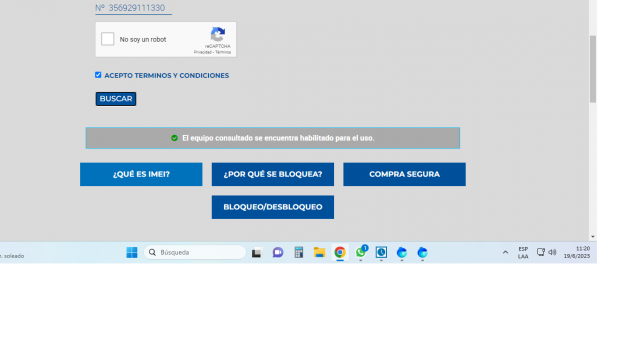 Nº 356929111330
No soy un robot
reCAPTCHA
Privacidad - Términos
ACEPTO TERMINOS Y CONDICIONES
BUSCAR
El equipo consultado se encuentra habilitado para el uso.
¿QUÉ ES IMEI?
¿POR QUÉ SE BLOQUEA?
COMPRA SEGURA
BLOQUEO/DESBLOQUEO
soleado
Búsqueda
1
ESP
LAA
11:20
19/6/2023